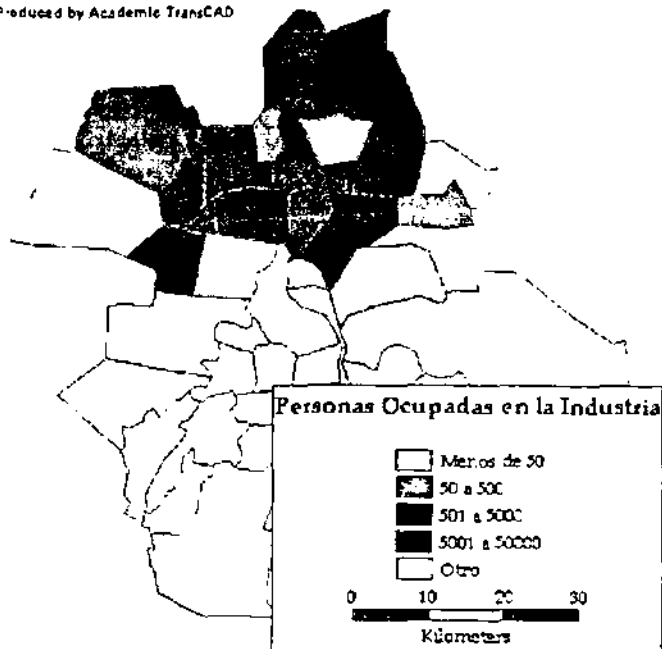 Produced by Academic TransCAD
Personas Ocupadas en la Industria
Menos de 50
50 a 500
501 a 5000
5001 a 50000
Otro
0 10 20 30
Kilometers